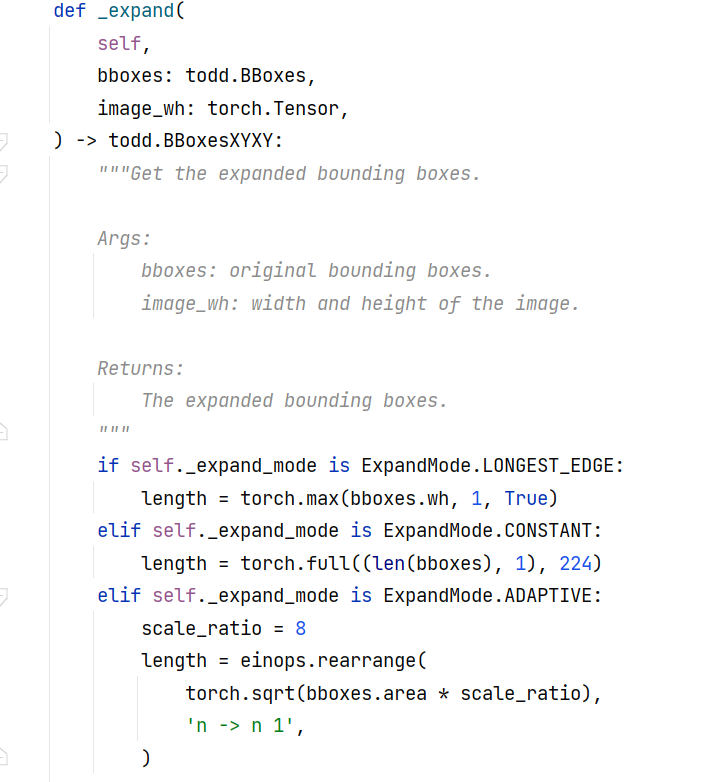 def _expand(
    self,
    bboxes: todd.BBoxes,
    image_wh: torch.Tensor,
) -> todd.BBoxesXYXY:
    """Get the expanded bounding boxes.

    Args:
        bboxes: original bounding boxes.
        image_wh: width and height of the image.

    Returns:
        The expanded bounding boxes.
    """
    if self._expand_mode is ExpandMode.LONGEST_EDGE:
        length = torch.max(bboxes.wh, 1, True)
    elif self._expand_mode is ExpandMode.CONSTANT:
        length = torch.full((len(bboxes), 1), 224)
    elif self._expand_mode is ExpandMode.ADAPTIVE:
        scale_ratio = 8
        length = einops.rearrange(
            torch.sqrt(bboxes.area * scale_ratio),
            'n -> n 1',
        )